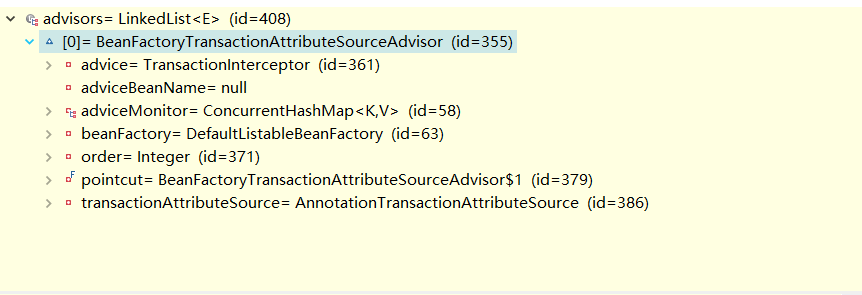 advisors= LinkedList<E> (id=408)
[0]= BeanFactoryTransactionAttributeSourceAdvisor (id=355)
advice= TransactionInterceptor (id=361)
adviceBeanName= null
adviceMonitor= ConcurrentHashMap<K,V> (id=58)
beanFactory= DefaultListableBeanFactory (id=63)
order= Integer (id=371)
pointcut= BeanFactoryTransactionAttributeSourceAdvisor$1 (id=379)
transactionAttributeSource= AnnotationTransactionAttributeSource (id=386)